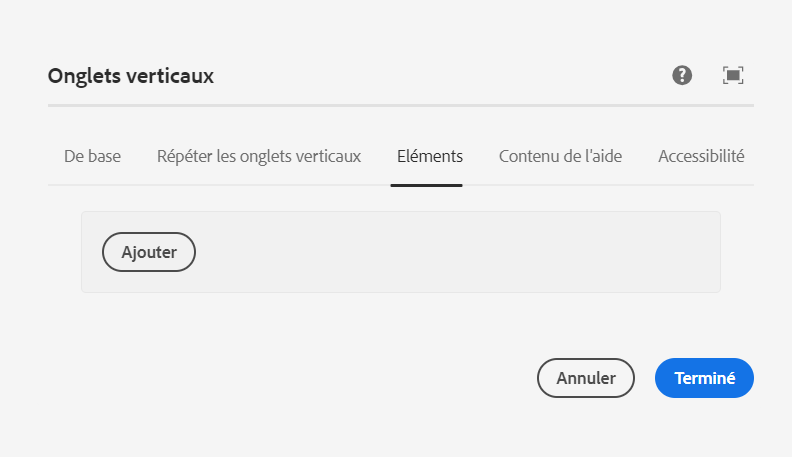 Onglets verticaux
De base Répéter les onglets verticaux Eléments Contenu de l'aide Accessibilité
Ajouter
Annuler Terminé